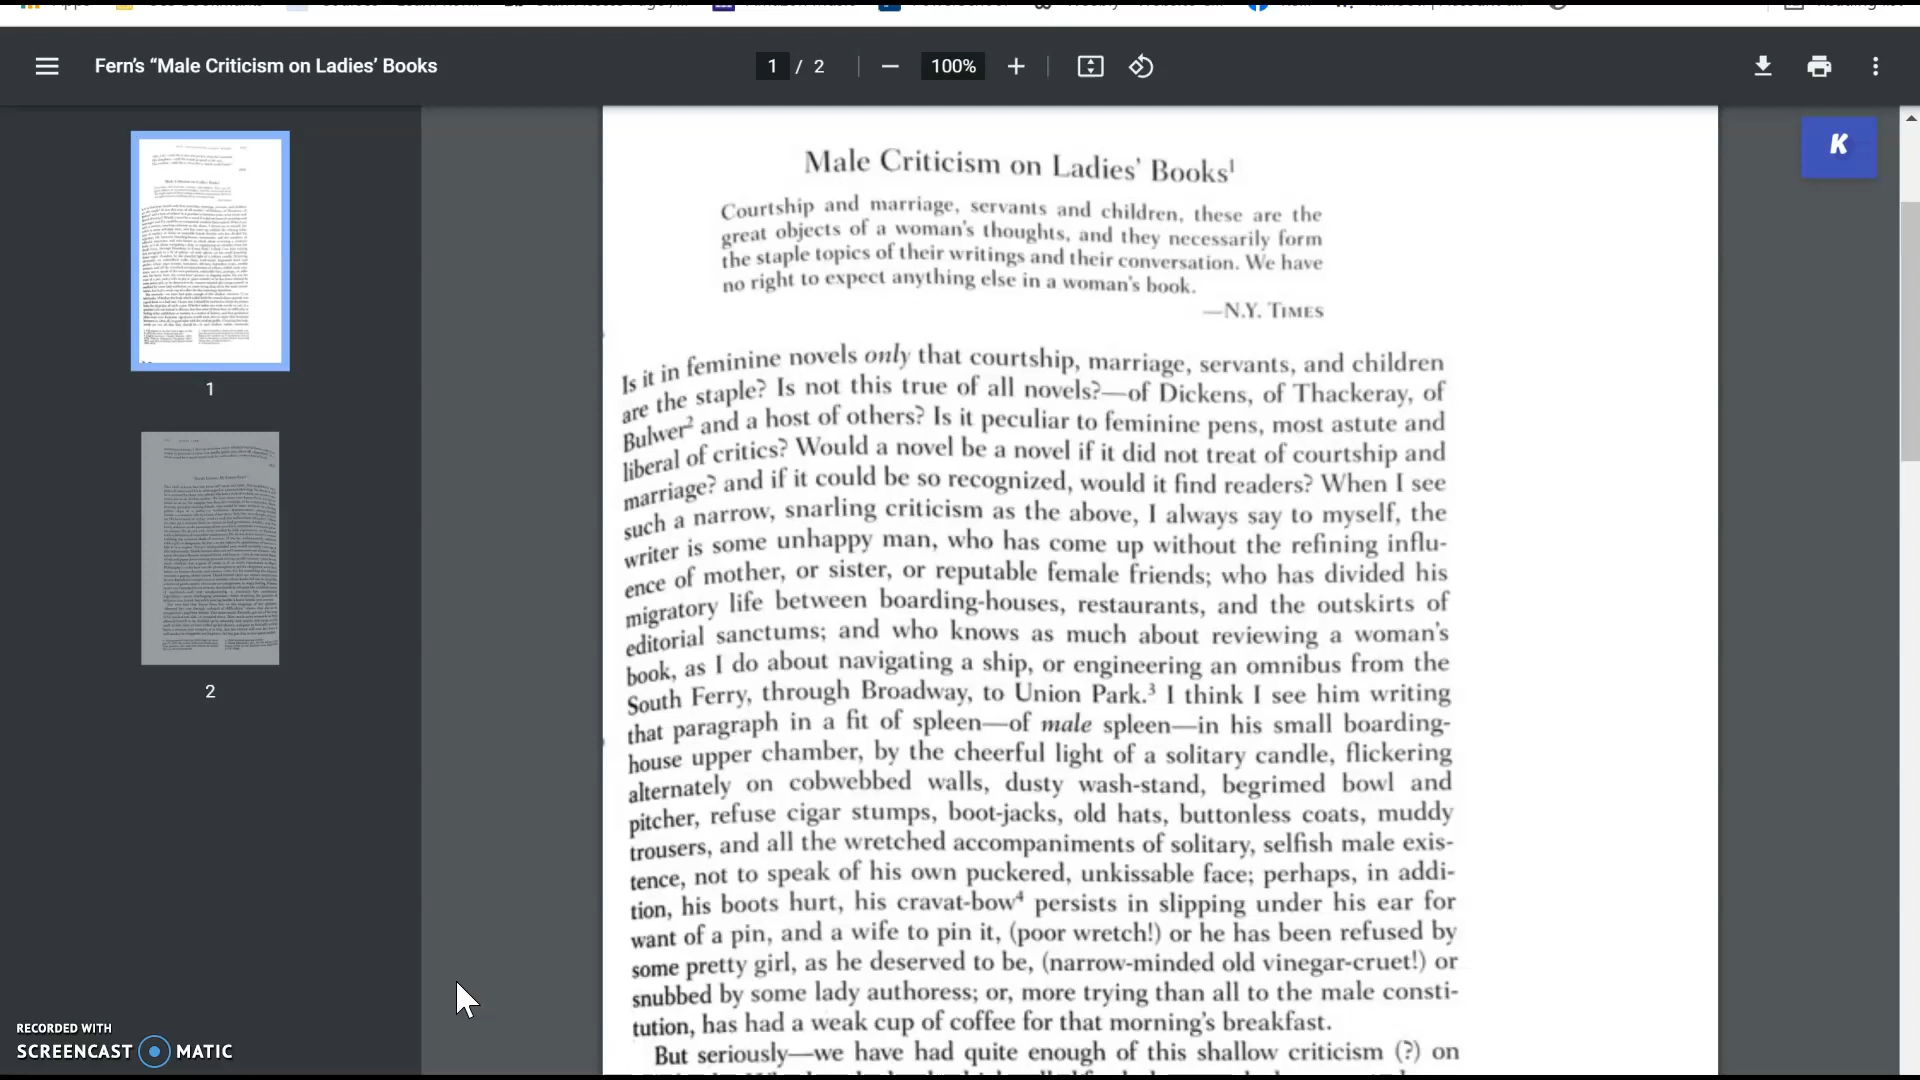 Fern's “Male Criticism on Ladies’ Books
1 / 2
100%
K
1
2
Male Criticism on Ladies' Books¹
Courtship and marriage, servants and children, these are the
great objects of a woman's thoughts, and they necessarily form
the staple topics of their writings and their conversation. We have
no right to expect anything else in a woman's book.
—N.Y. TIMES
Is it in feminine novels only that courtship, marriage, servants, and children
are the staple? Is not this true of all novels?—of Dickens, of Thackeray, of
Bulwer² and a host of others? Is it peculiar to feminine pens, most astute and
liberal of critics? Would a novel be a novel if it did not treat of courtship and
marriage? and if it could be so recognized, would it find readers? When I see
such a narrow, snarling criticism as the above, I always say to myself, the
writer is some unhappy man, who has come up without the refining influ-
ence of mother, or sister, or reputable female friends; who has divided his
migratory life between boarding-houses, restaurants, and the outskirts of
editorial sanctums; and who knows as much about reviewing a woman's
book, as I do about navigating a ship, or engineering an omnibus from the
South Ferry, through Broadway, to Union Park.³ I think I see him writing
that paragraph in a fit of spleen—of male spleen—in his small boarding-
house upper chamber, by the cheerful light of a solitary candle, flickering
alternately on cobwebbed walls, dusty wash-stand, begrimed bowl and
pitcher, refuse cigar stumps, boot-jacks, old hats, buttonless coats, muddy
trousers, and all the wretched accompaniments of solitary, selfish male exis-
tence, not to speak of his own puckered, unkissable face; perhaps, in addi-
tion, his boots hurt, his cravat-bow⁴ persists in slipping under his ear for
want of a pin, and a wife to pin it, (poor wretch!) or he has been refused by
some pretty girl, as he deserved to be, (narrow-minded old vinegar-cruet!) or
snubbed by some lady authoress; or, more trying than all to the male consti-
tution, has had a weak cup of coffee for that morning's breakfast.
But seriously—we have had quite enough of this shallow criticism (?) on
RECORDED WITH
SCREENCAST MATIC